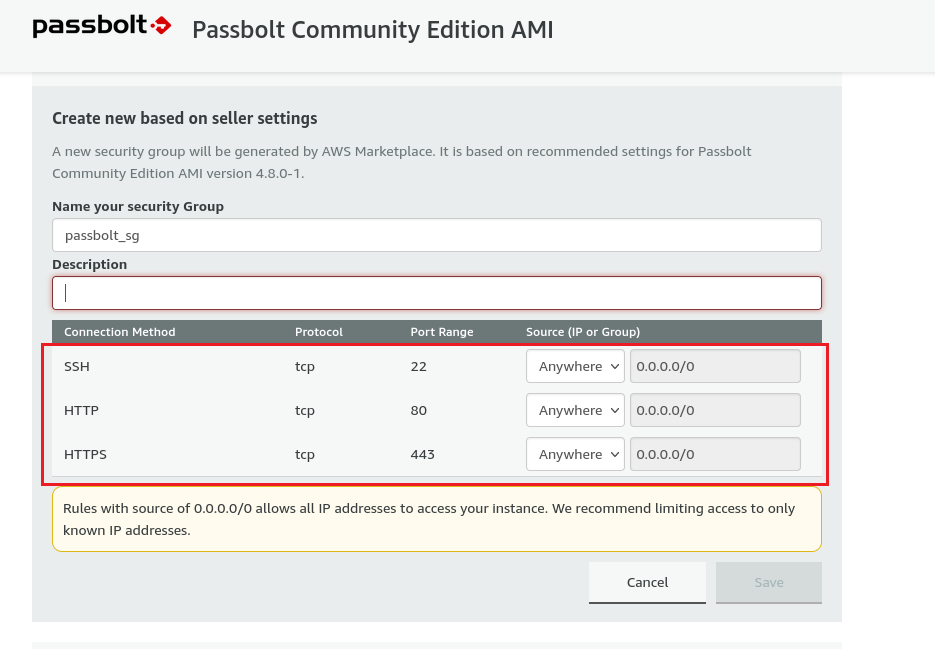 passbolt Passbolt Community Edition AMI
Create new based on seller settings
A new security group will be generated by AWS Marketplace. It is based on recommended settings for Passbolt
Community Edition AMI version 4.8.0-1.
Name your security Group
passbolt_sg
Description
Connection Method Protocol Port Range Source (IP or Group)
SSH tcp 22 Anywhere 0.0.0.0/0
HTTP tcp 80 Anywhere 0.0.0.0/0
HTTPS tcp 443 Anywhere 0.0.0.0/0
Rules with source of 0.0.0.0/0 allows all IP addresses to access your instance. We recommend limiting access to only
known IP addresses.
Cancel Save